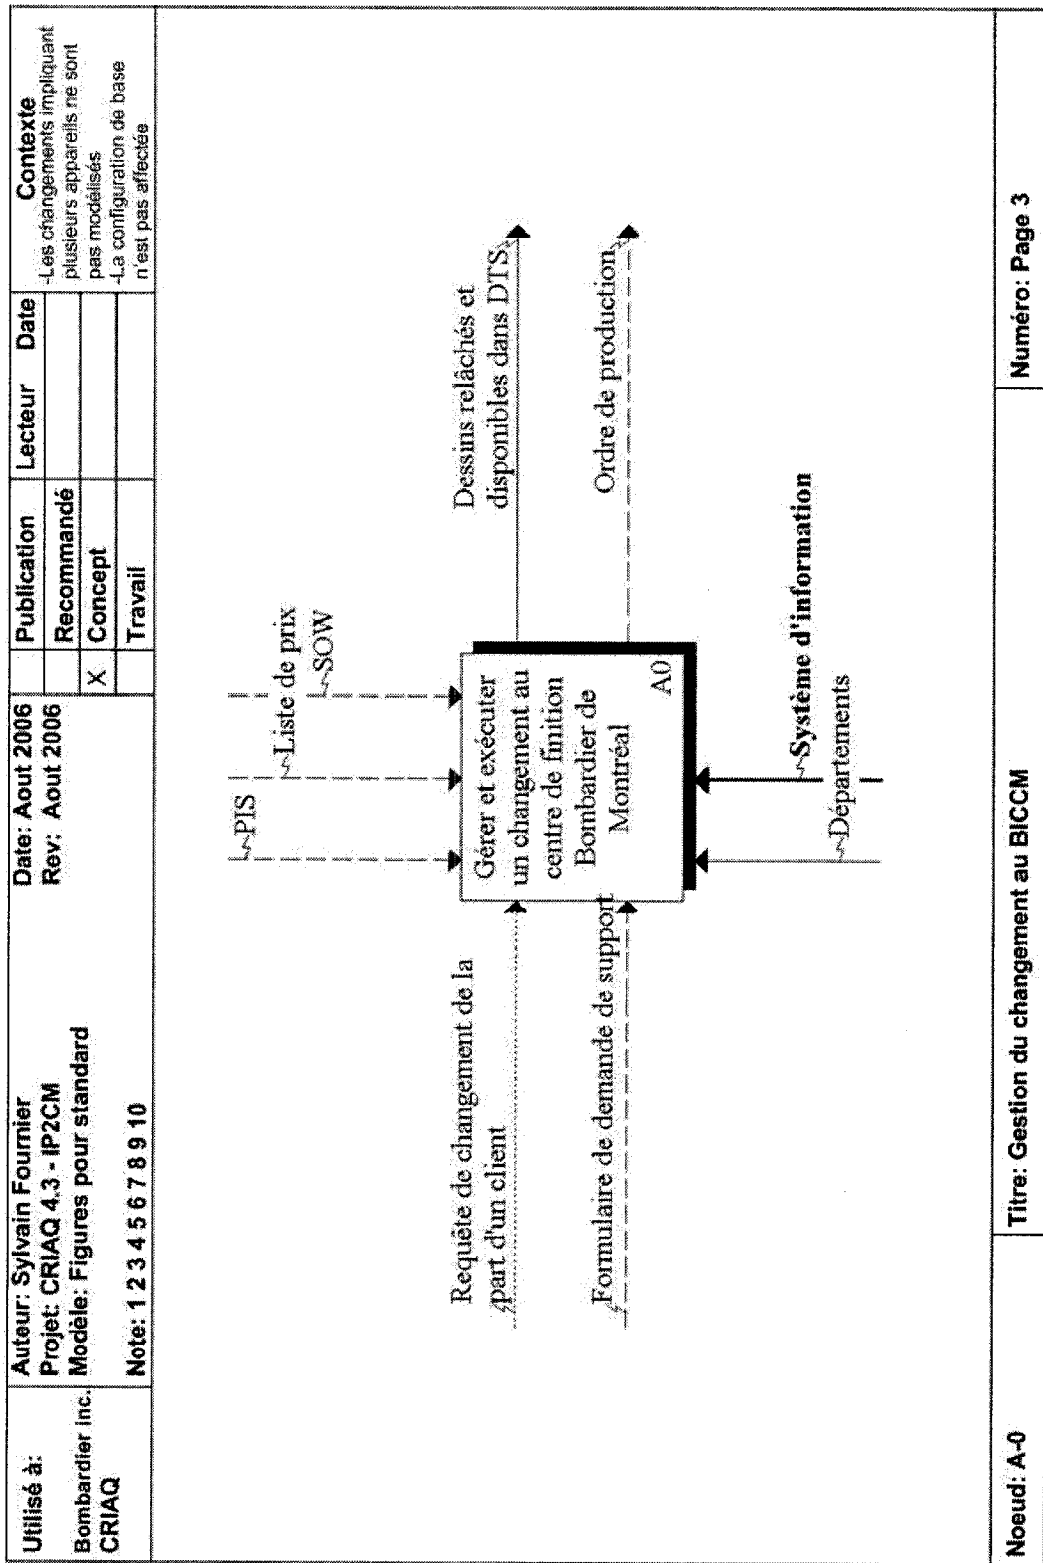 Utilisé à:
Bombardier inc.
CRIAQ
Auteur: Sylvain Fournier
Projet: CRIAQ 4.3 - IP2CM
Modèle: Figures pour standard
Note: 1 2 3 4 5 6 7 8 9 10
Date: Aout 2006
Rev: Aout 2006
Publication
Recommandé
X Concept
Travail
Lecteur Date
Contexte
-Les changements impliquant
plusieurs appareils ne sont
pas modélisés
-La configuration de base
n'est pas affectée
PIS
Liste de prix
SOW
Requête de changement de la
part d'un client
Formulaire de demande de support
Gérer et exécuter
un changement au
centre de finition
Bombardier de
Montréal
A0
Dessins relâchés et
disponibles dans DTS
Ordre de production
Système d'information
Départements
Noeud: A-0
Titre: Gestion du changement au BICCM
Numéro: Page 3